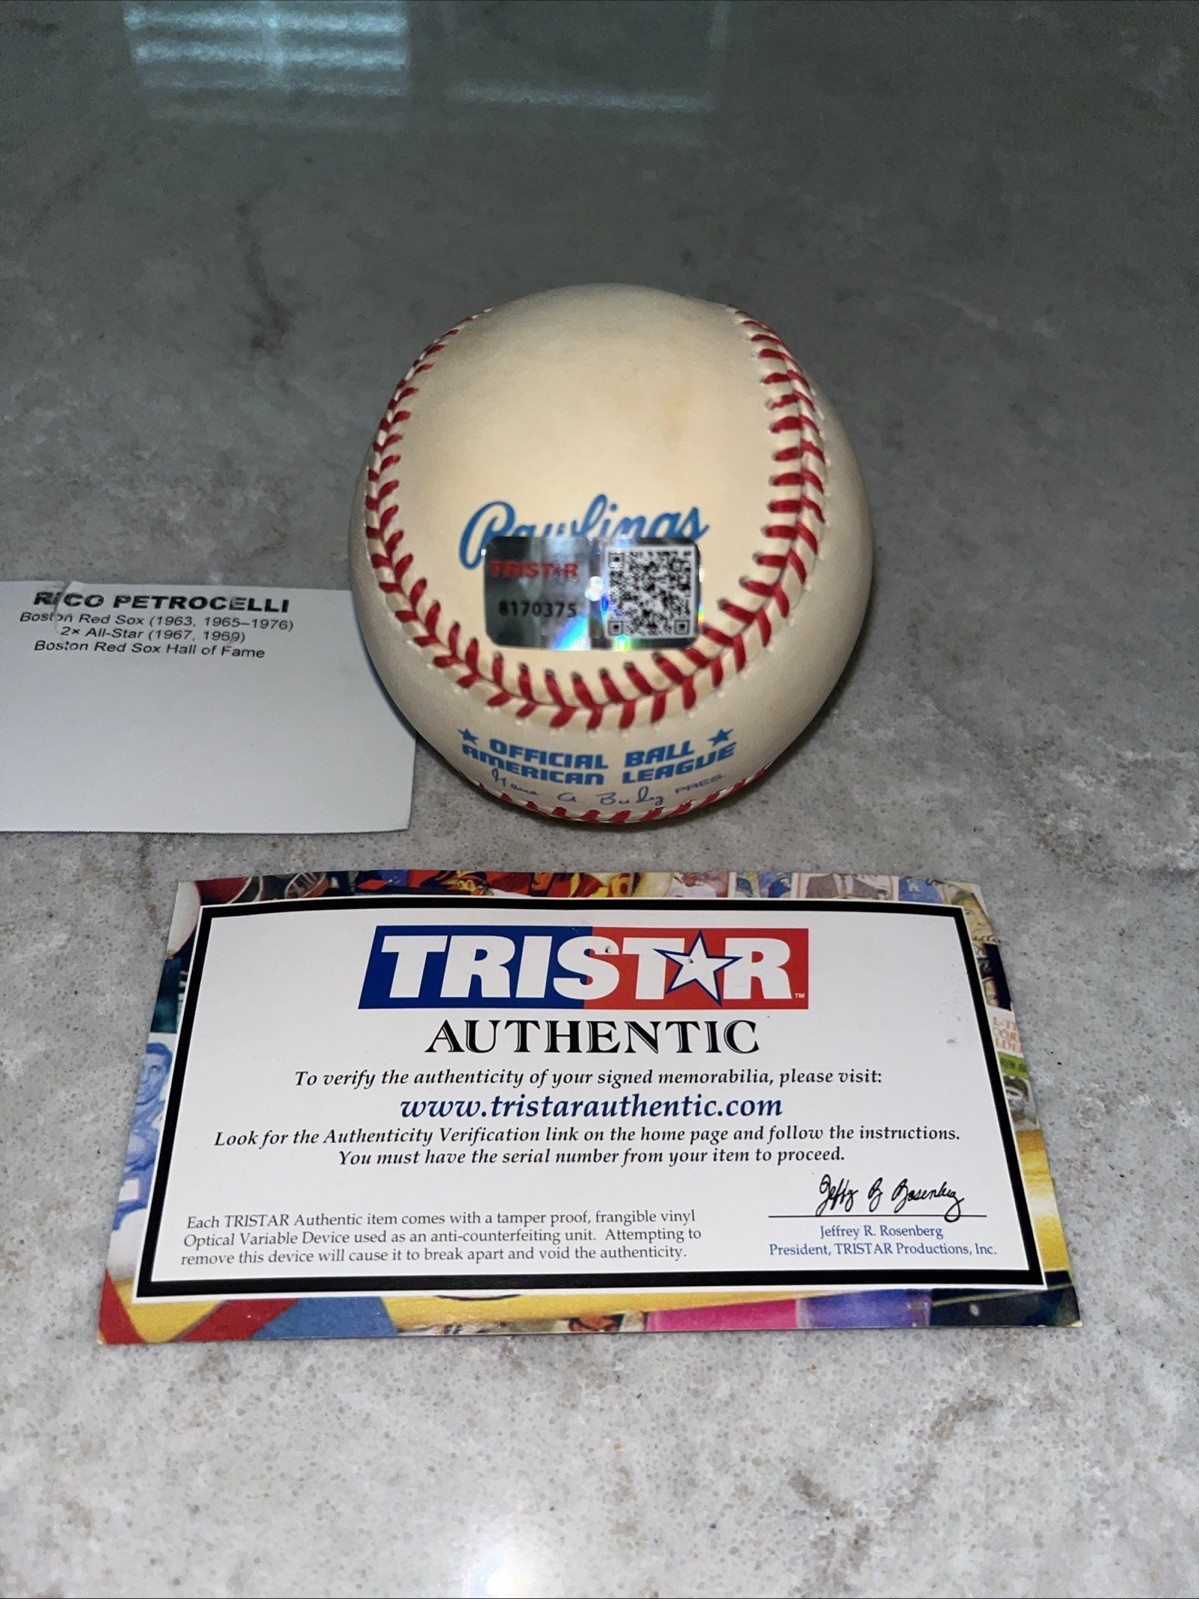 Rawlings
TRISTAR
8170375
OFFICIAL BALL
AMERICAN LEAGUE
PRES.
RICO PETROCELLI
Boston Red Sox (1963, 1965–1976)
2× All-Star (1967, 1969)
Boston Red Sox Hall of Fame
TRISTAR™
AUTHENTIC
To verify the authenticity of your signed memorabilia, please visit:
www.tristarauthentic.com
Look for the Authenticity Verification link on the home page and follow the instructions.
You must have the serial number from your item to proceed.
Each TRISTAR Authentic item comes with a tamper proof, frangible vinyl
Optical Variable Device used as an anti-counterfeiting unit. Attempting to
remove this device will cause it to break apart and void the authenticity.
Jeffrey R. Rosenberg
President, TRISTAR Productions, Inc.